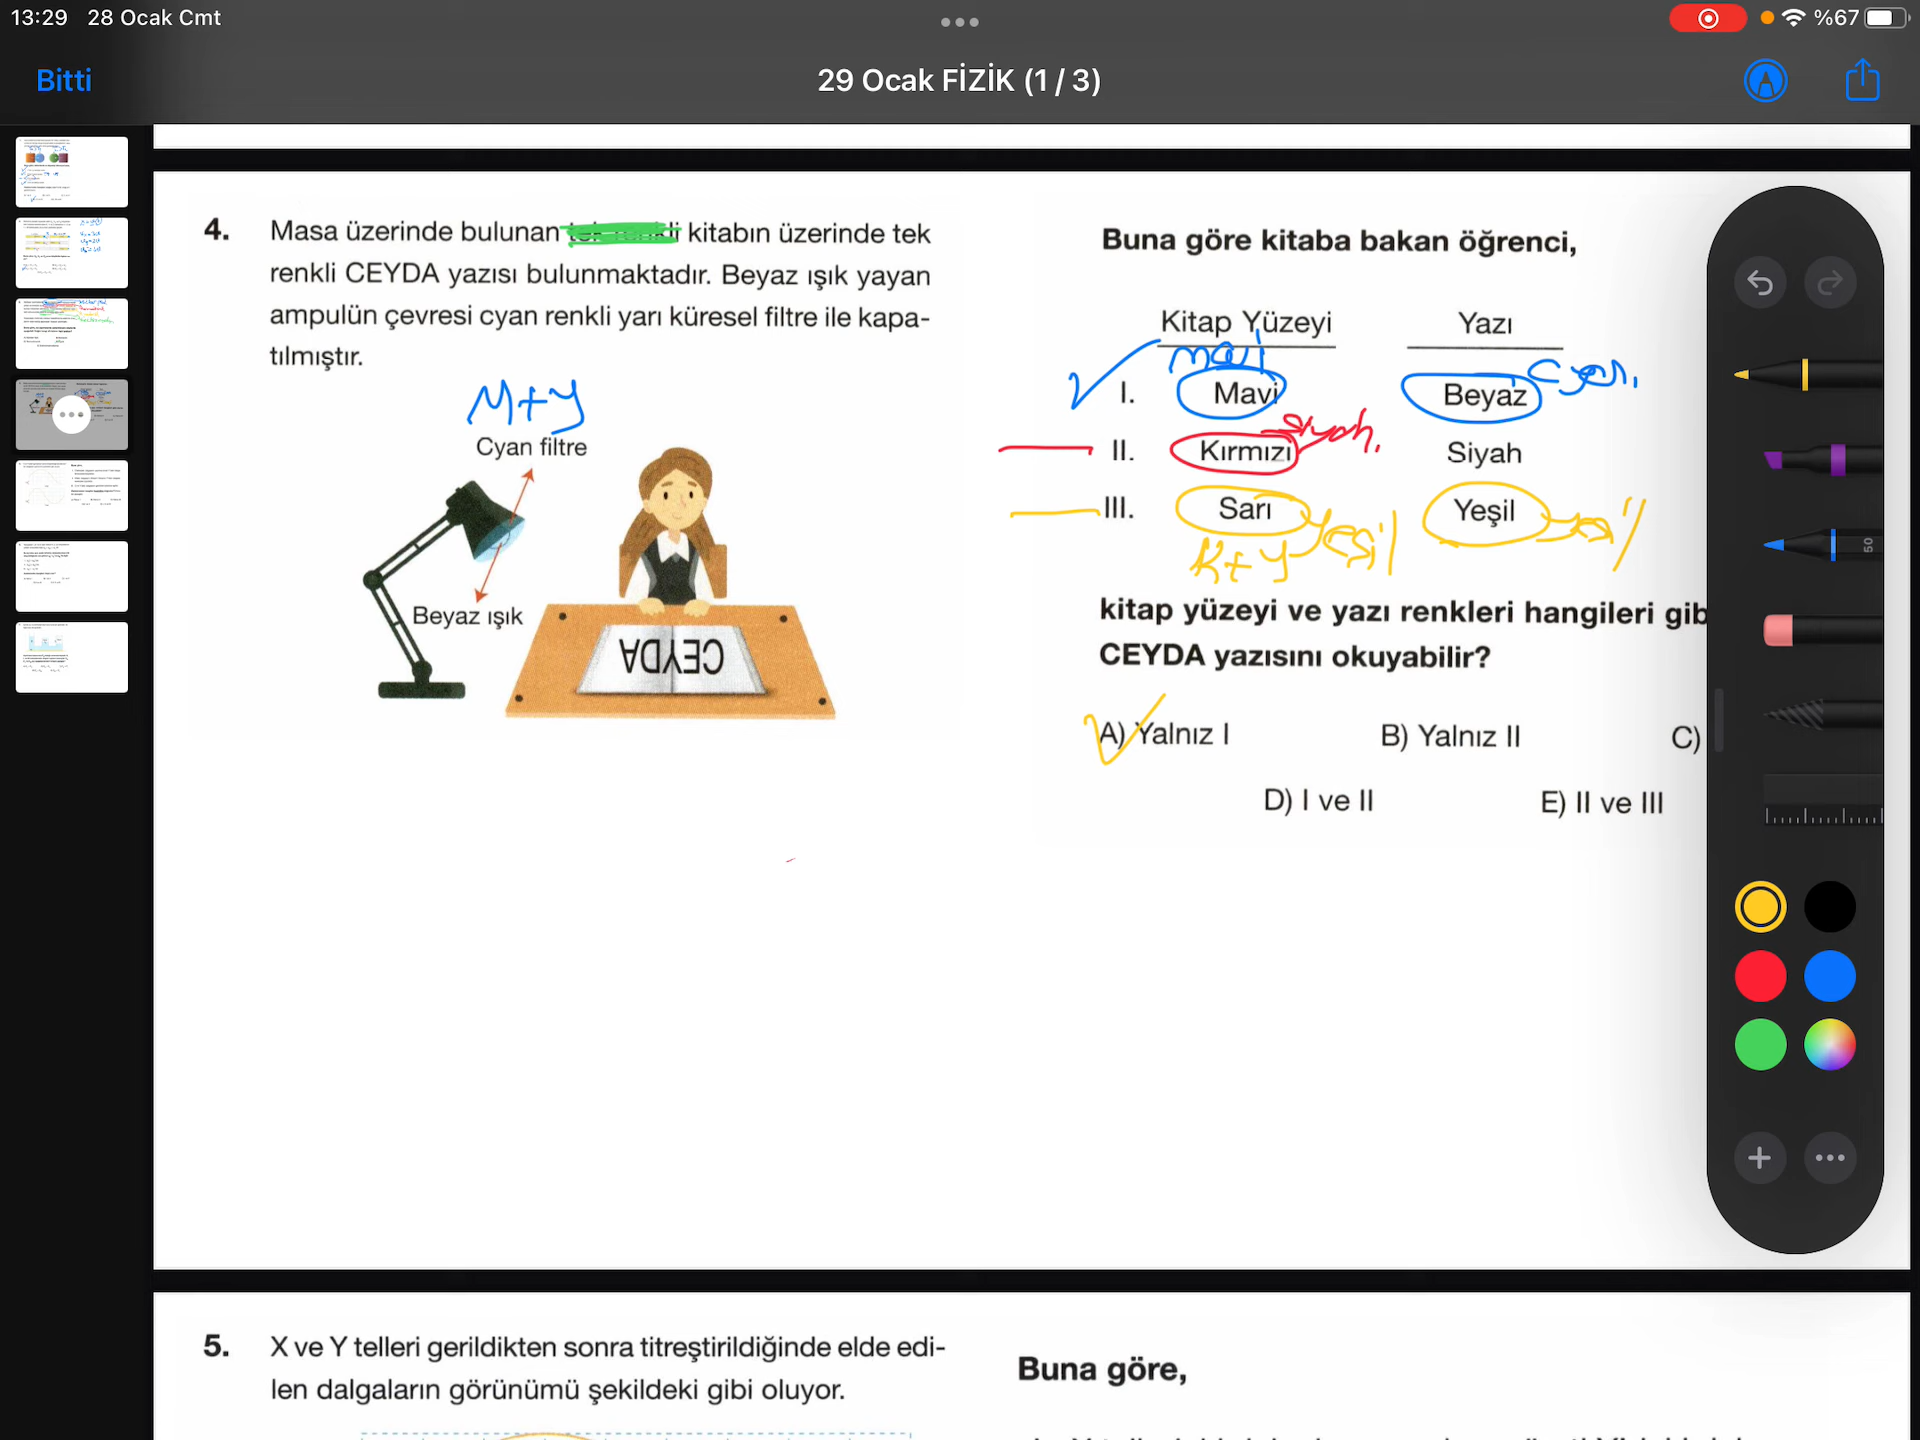 13:29 28 Ocak Cmt
%67
Bitti
29 Ocak FİZİK (1 / 3)
4. Masa üzerinde bulunan kitabın üzerinde tek
renkli CEYDA yazısı bulunmaktadır. Beyaz ışık yayan
ampulün çevresi cyan renkli yarı küresel filtre ile kapa-
tılmıştır.
M+Y
Cyan filtre
Beyaz ışık
CEYDA
Buna göre kitaba bakan öğrenci,
Kitap Yüzeyi Yazı
mavi cyan.
I. Mavi Beyaz
siyah.
II. Kırmızı Siyah
III. Sarı Yeşil
K+Y yeşil yeşil
kitap yüzeyi ve yazı renkleri hangileri gib
CEYDA yazısını okuyabilir?
A) Yalnız I B) Yalnız II C)
D) I ve II E) II ve III
50
5. X ve Y telleri gerildikten sonra titreştirildiğinde elde edi-
len dalgaların görünümü şekildeki gibi oluyor.
Buna göre,